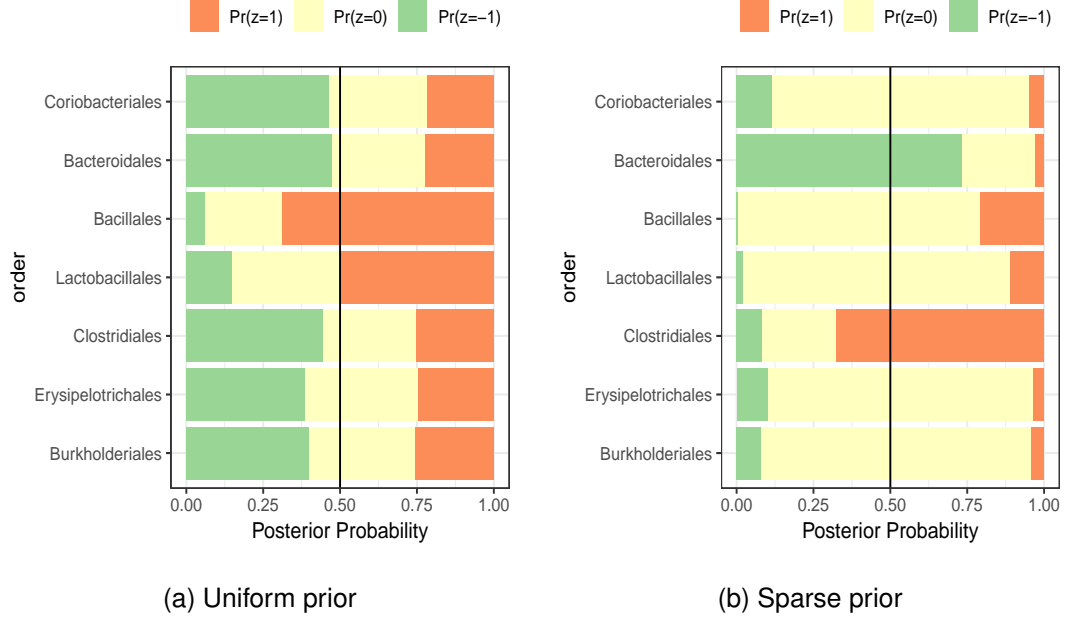 Pr(z=1) Pr(z=0) Pr(z=−1)
Coriobacteriales
Bacteroidales
Bacillales
Lactobacillales
Clostridiales
Erysipelotrichales
Burkholderiales
order
0.00 0.25 0.50 0.75 1.00
Posterior Probability
(a) Uniform prior
Pr(z=1) Pr(z=0) Pr(z=−1)
Coriobacteriales
Bacteroidales
Bacillales
Lactobacillales
Clostridiales
Erysipelotrichales
Burkholderiales
order
0.00 0.25 0.50 0.75 1.00
Posterior Probability
(b) Sparse prior